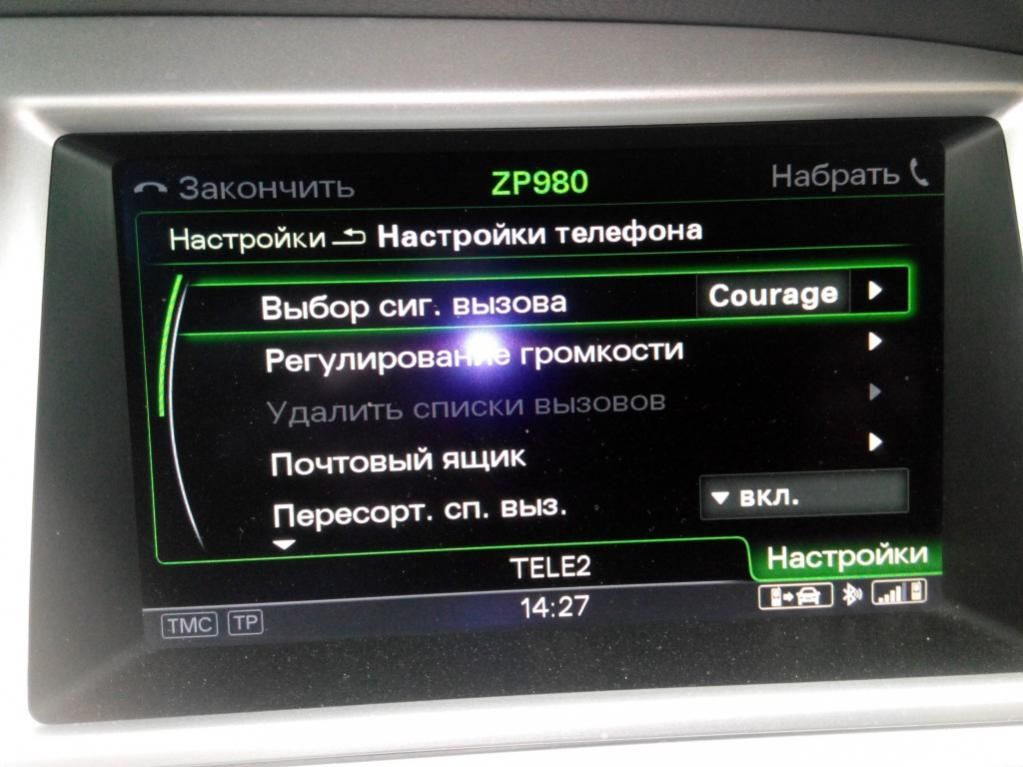 Закончить ZP980 Набрать
Настройки Настройки телефона
Выбор сиг. вызова Courage
Регулирование громкости
Удалить списки вызовов
Почтовый ящик
Пересорт. сп. выз. вкл.
TELE2 Настройки
TMC TP 14:27